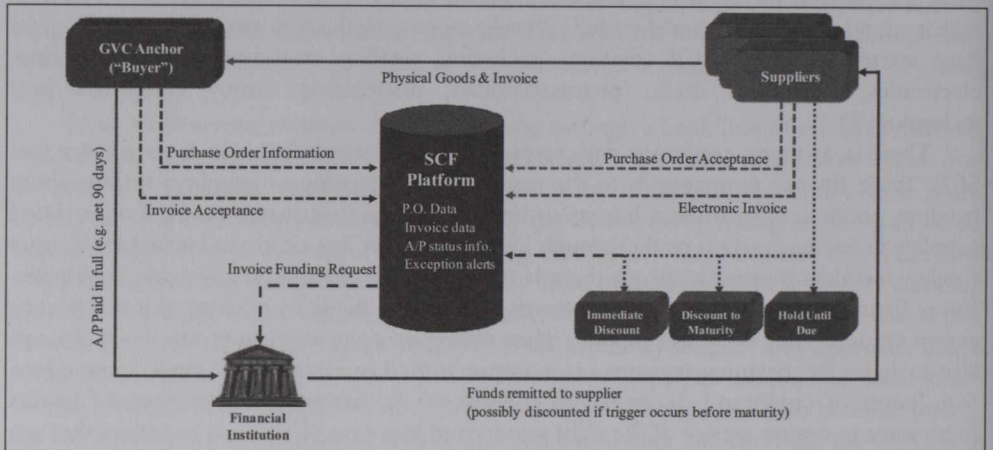 GVC Anchor
("Buyer")
Physical Goods & Invoice
Suppliers
Purchase Order Information
Invoice Acceptance
SCF
Platform
P.O. Data
Invoice data
A/P status info.
Exception alerts
Purchase Order Acceptance
Electronic Invoice
Invoice Funding Request
A/P Paid in full (e.g. net 90 days)
Immediate
Discount
Discount to
Maturity
Hold Until
Due
Financial
Institution
Funds remitted to supplier
(possibly discounted if trigger occurs before maturity)